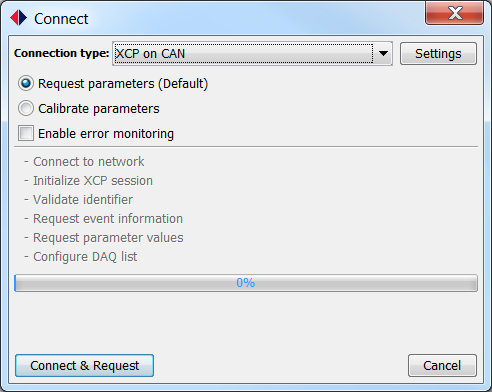 Connect
Connection type: XCP on CAN Settings
Request parameters (Default)
Calibrate parameters
Enable error monitoring
- Connect to network
- Initialize XCP session
- Validate identifier
- Request event information
- Request parameter values
- Configure DAQ list
0%
Connect & Request Cancel